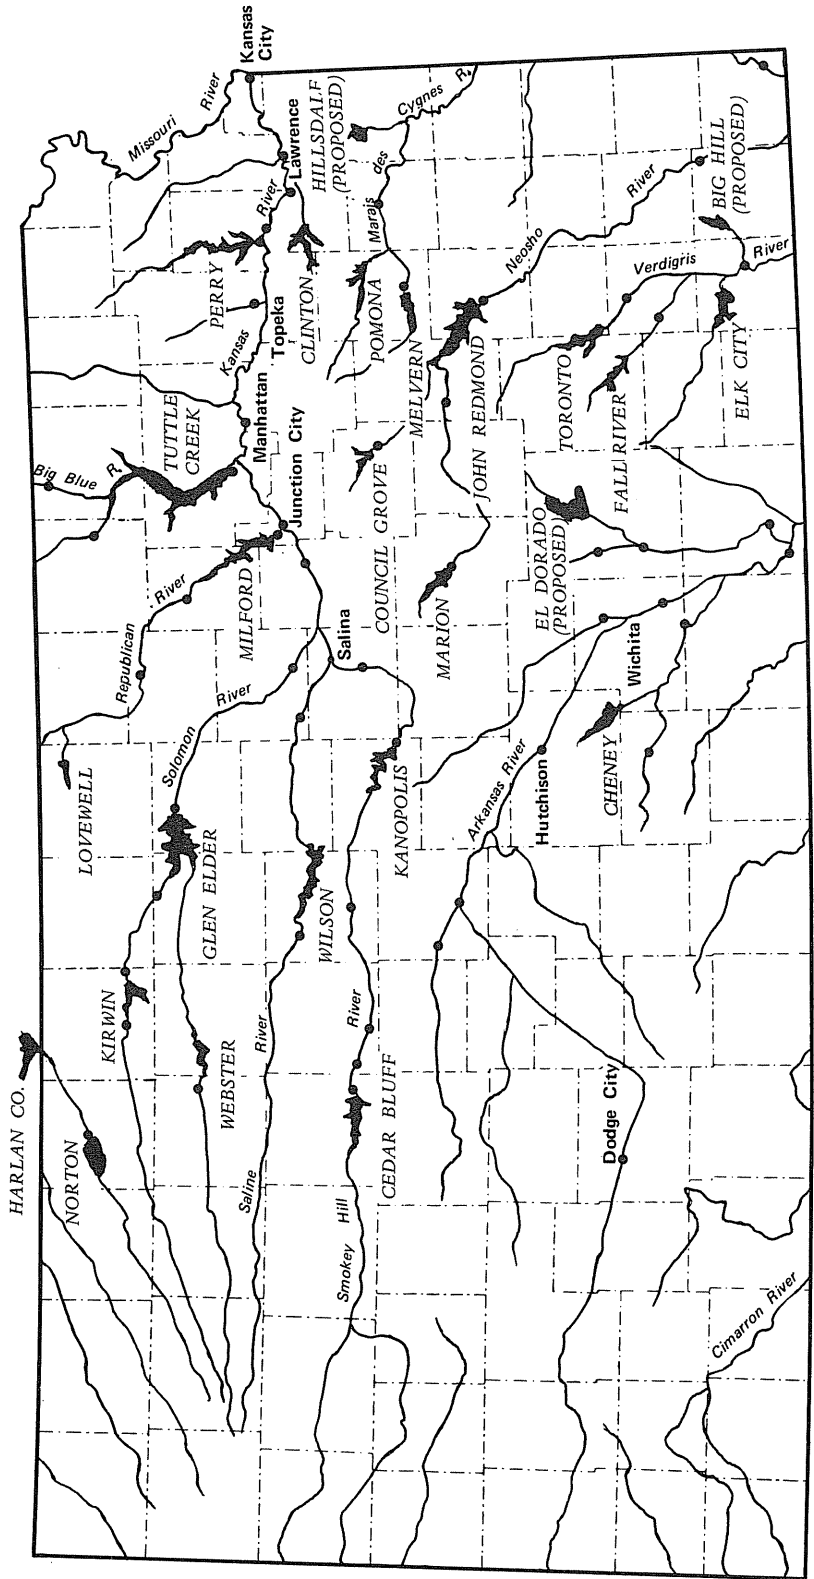 HARLAN CO.
NORTON
KIRWIN
WEBSTER
LOVEWELL
GLEN ELDER
Solomon
River
Republican
River
MILFORD
Big Blue
R.
TUTTLE
CREEK
Manhattan
Junction City
Kansas
River
Topeka
PERRY
CLINTON
Lawrence
Missouri
River
Kansas
City
HILLSDALF
(PROPOSED)
Saline
River
WILSON
Salina
Smokey
Hill
River
CEDAR BLUFF
KANOPOLIS
COUNCIL GROVE
MARION
MELVERN
POMONA
Marais
des
Cygnes
R.
JOHN REDMOND
Neosho
River
Dodge City
Arkansas River
Hutchison
CHENEY
Wichita
EL DORADO
(PROPOSED)
TORONTO
FALL RIVER
ELK CITY
Verdigris
River
BIG HILL
(PROPOSED)
Cimarron River